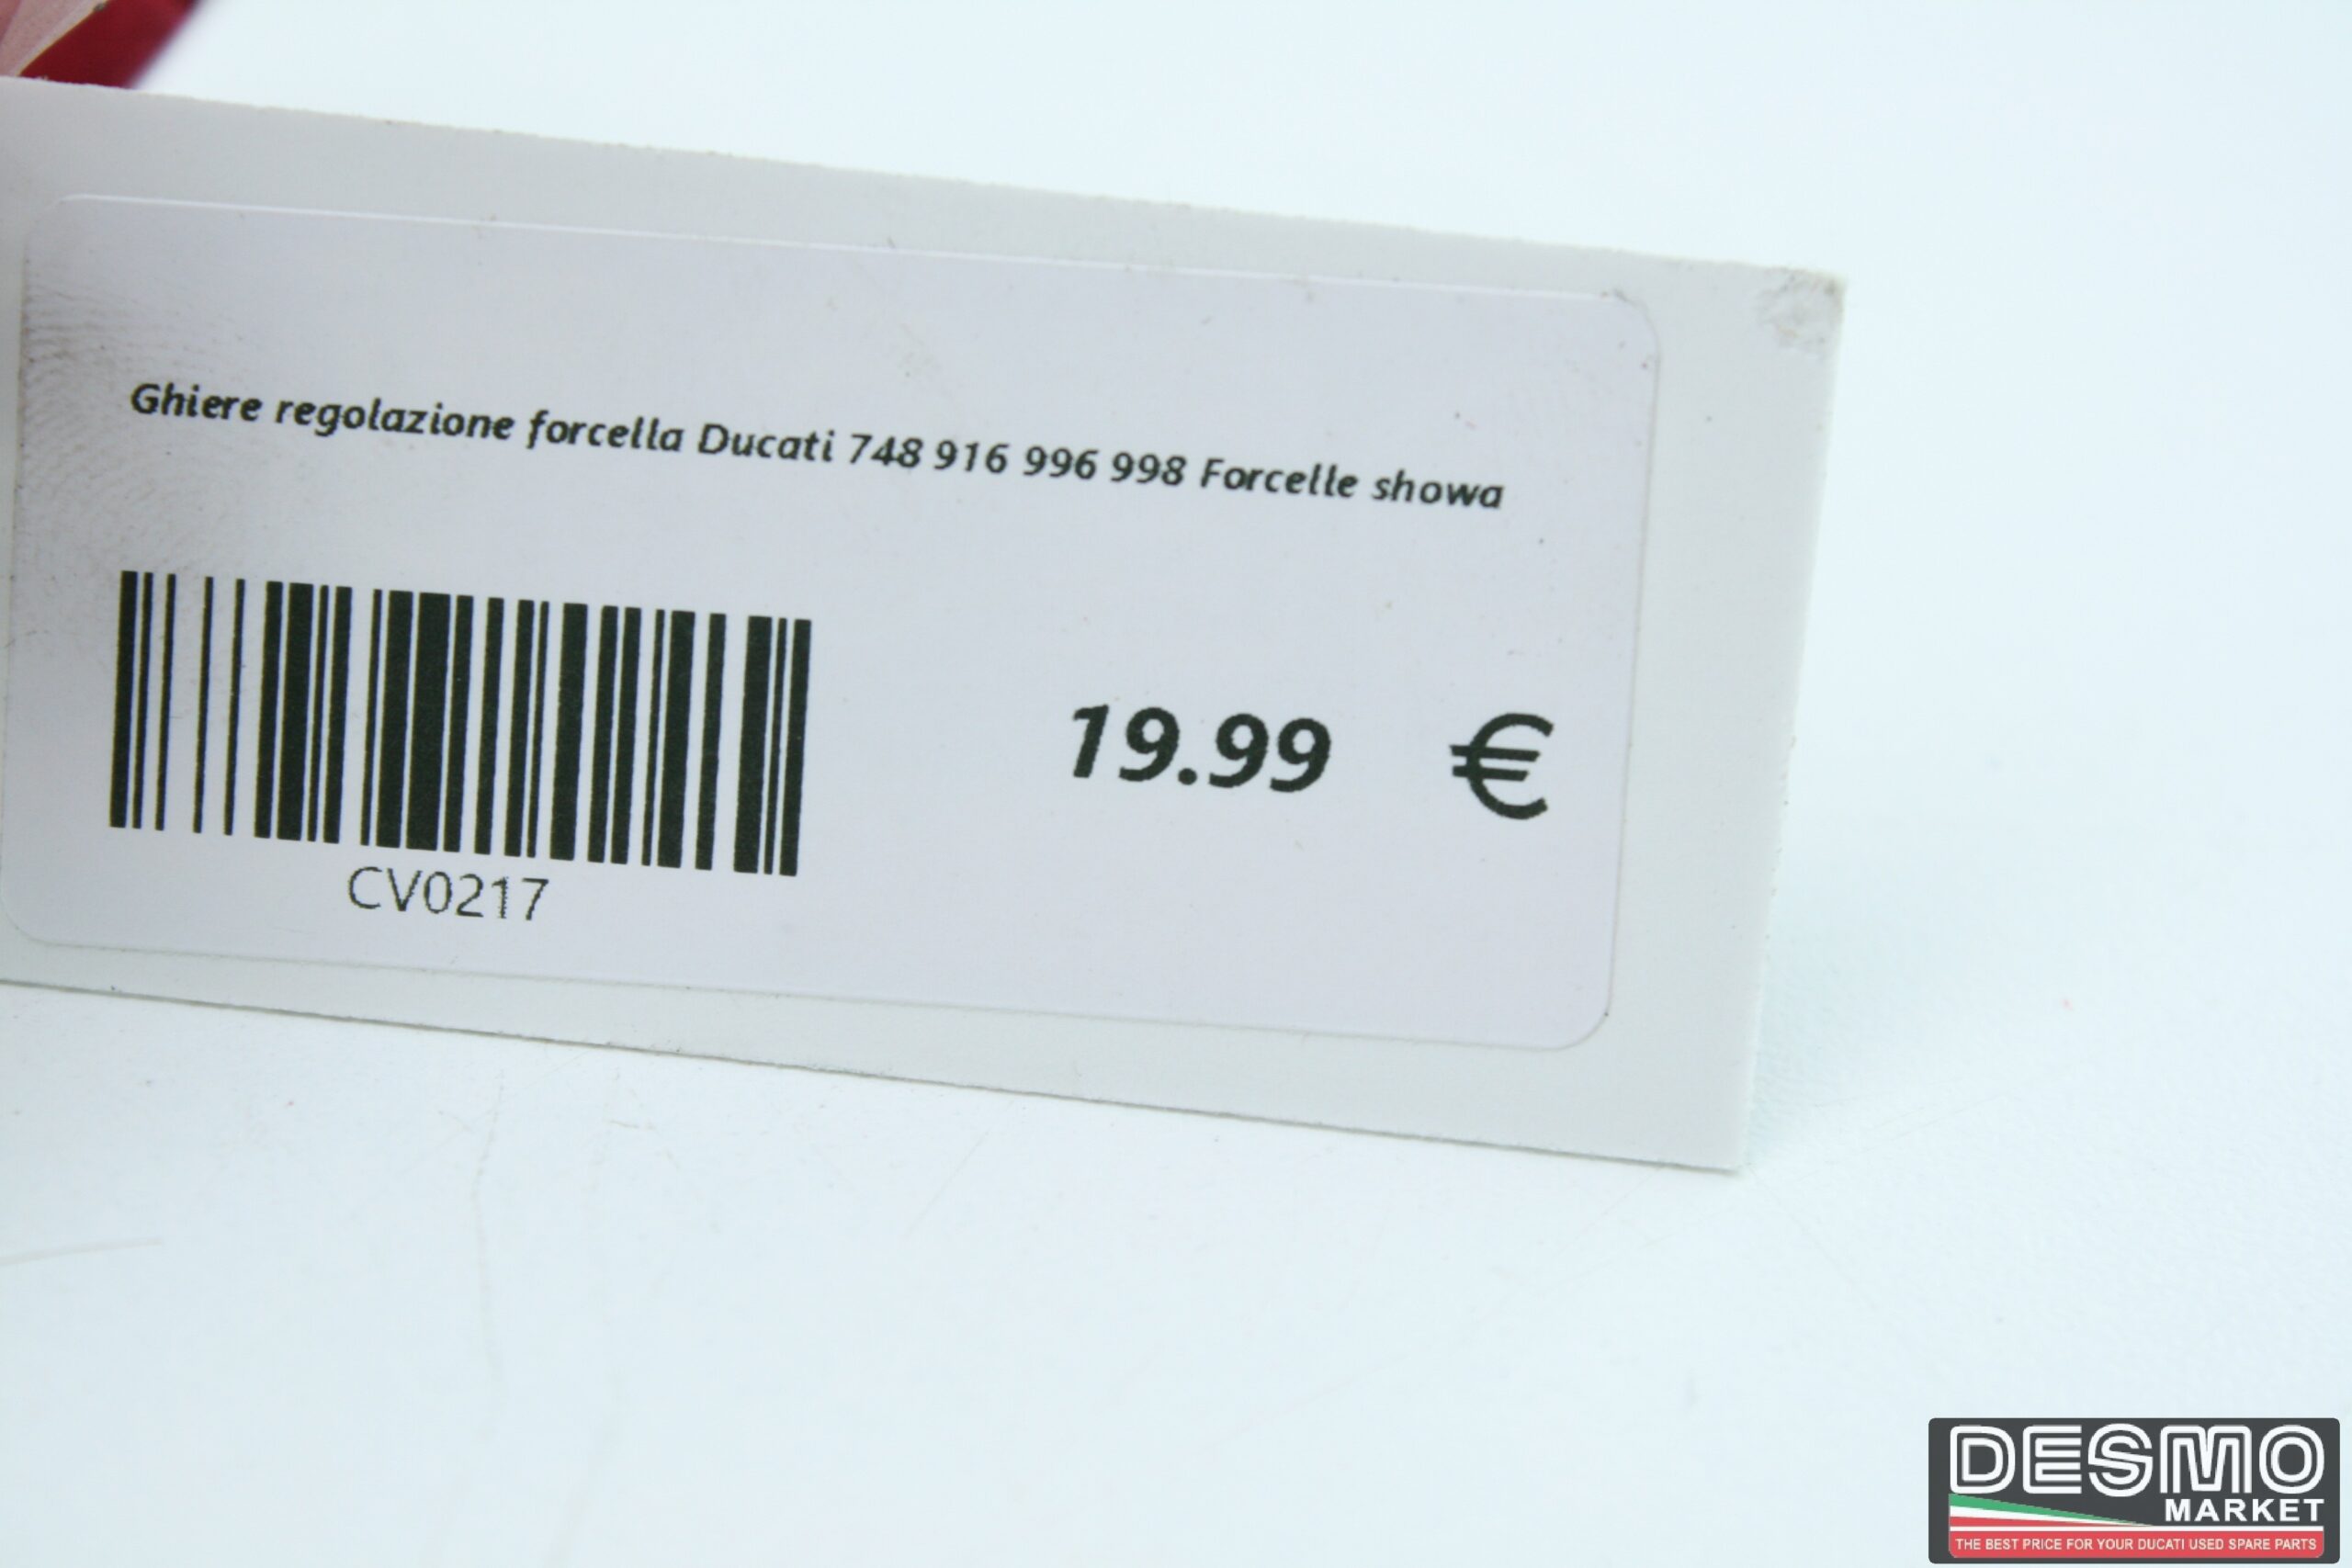 Ghiere regolazione forcella Ducati 748 916 996 998 Forcelle showa
19.99 €
CV0217
DESMO
MARKET
THE BEST PRICE FOR YOUR DUCATI USED SPARE PARTS